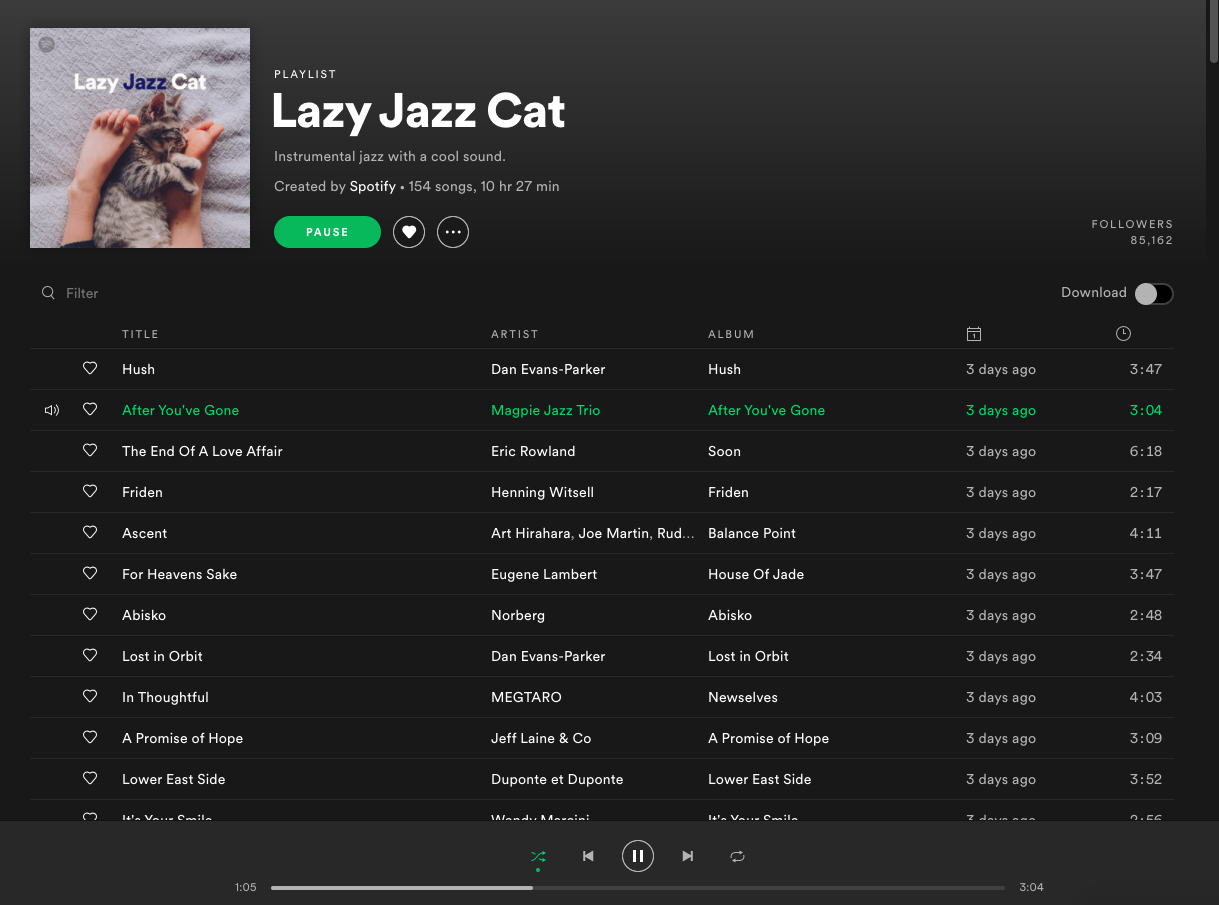 Lazy Jazz Cat
PLAYLIST
Lazy Jazz Cat
Instrumental jazz with a cool sound.
Created by Spotify • 154 songs, 10 hr 27 min
PAUSE
FOLLOWERS
85,162
Filter
Download
TITLE ARTIST ALBUM
Hush Dan Evans-Parker Hush 3 days ago 3:47
After You've Gone Magpie Jazz Trio After You've Gone 3 days ago 3:04
The End Of A Love Affair Eric Rowland Soon 3 days ago 6:18
Friden Henning Witsell Friden 3 days ago 2:17
Ascent Art Hirahara, Joe Martin, Rud... Balance Point 3 days ago 4:11
For Heavens Sake Eugene Lambert House Of Jade 3 days ago 3:47
Abisko Norberg Abisko 3 days ago 2:48
Lost in Orbit Dan Evans-Parker Lost in Orbit 3 days ago 2:34
In Thoughtful MEGTARO Newselves 3 days ago 4:03
A Promise of Hope Jeff Laine & Co A Promise of Hope 3 days ago 3:09
Lower East Side Duponte et Duponte Lower East Side 3 days ago 3:52
It's Your Smile Wendy Marcini It's Your Smile 3 days ago 2:56
1:05 3:04